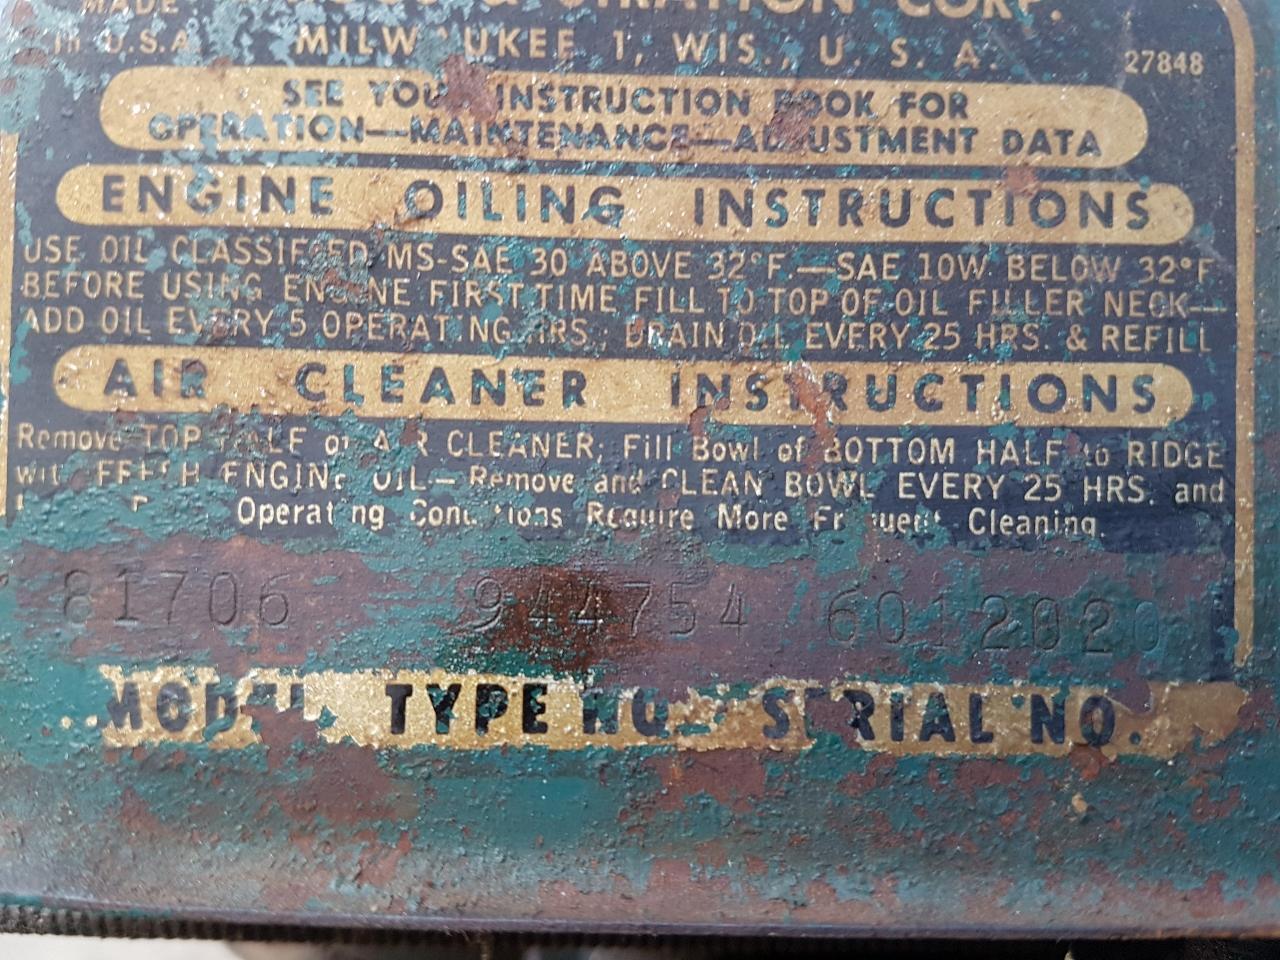 MADE & STRATTON CORP.
in U.S.A. MILWAUKEE 1, WIS., U. S. A. 27848
SEE YOUR INSTRUCTION BOOK FOR
OPERATION—MAINTENANCE—ADJUSTMENT DATA
ENGINE OILING INSTRUCTIONS
USE OIL CLASSIFIED MS-SAE 30 ABOVE 32°F.—SAE 10W BELOW 32°F
BEFORE USING ENGINE FIRST TIME FILL TO TOP OF OIL FILLER NECK—
ADD OIL EVERY 5 OPERATING HRS. DRAIN OIL EVERY 25 HRS. & REFILL
AIR CLEANER INSTRUCTIONS
Remove TOP HALF of AIR CLEANER; Fill Bowl of BOTTOM HALF to RIDGE
with FRESH ENGINE OIL—Remove and CLEAN BOWL EVERY 25 HRS. and
Operating Conditions Require More Frequent Cleaning.
81706 944754 6012020
MODEL TYPE NO. SERIAL NO.